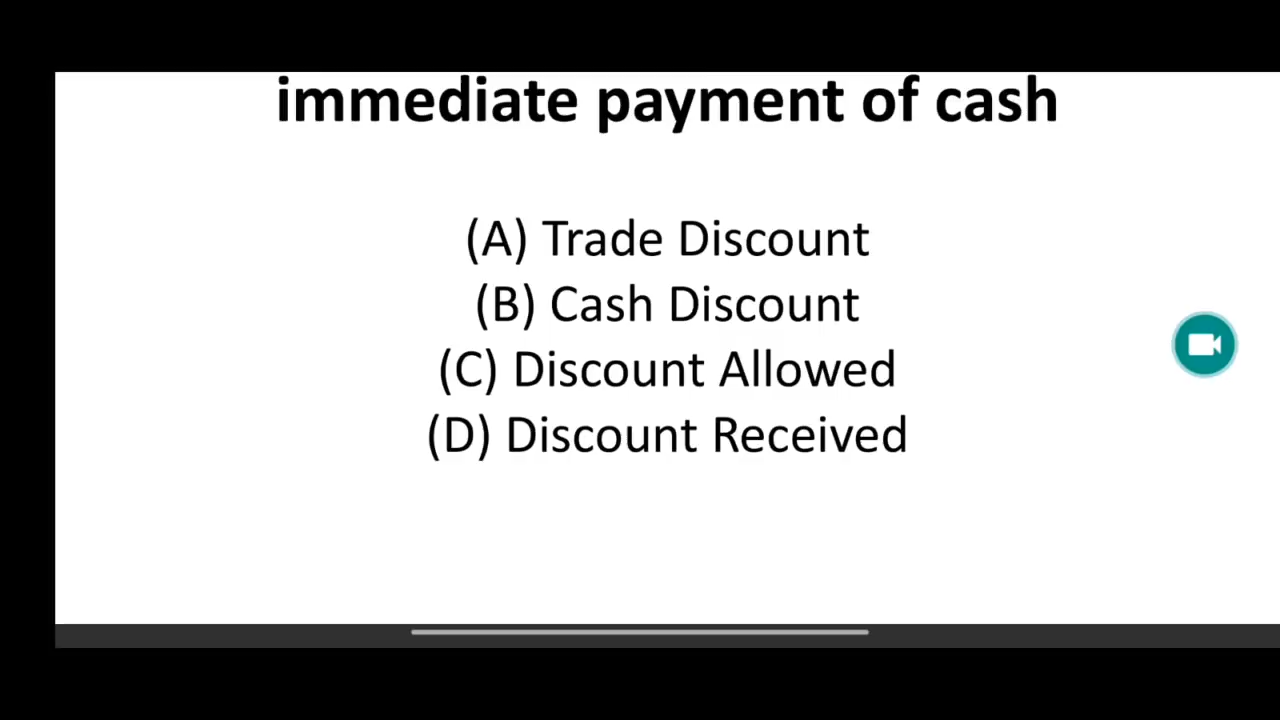 immediate payment of cash
(A) Trade Discount
(B) Cash Discount
(C) Discount Allowed
(D) Discount Received